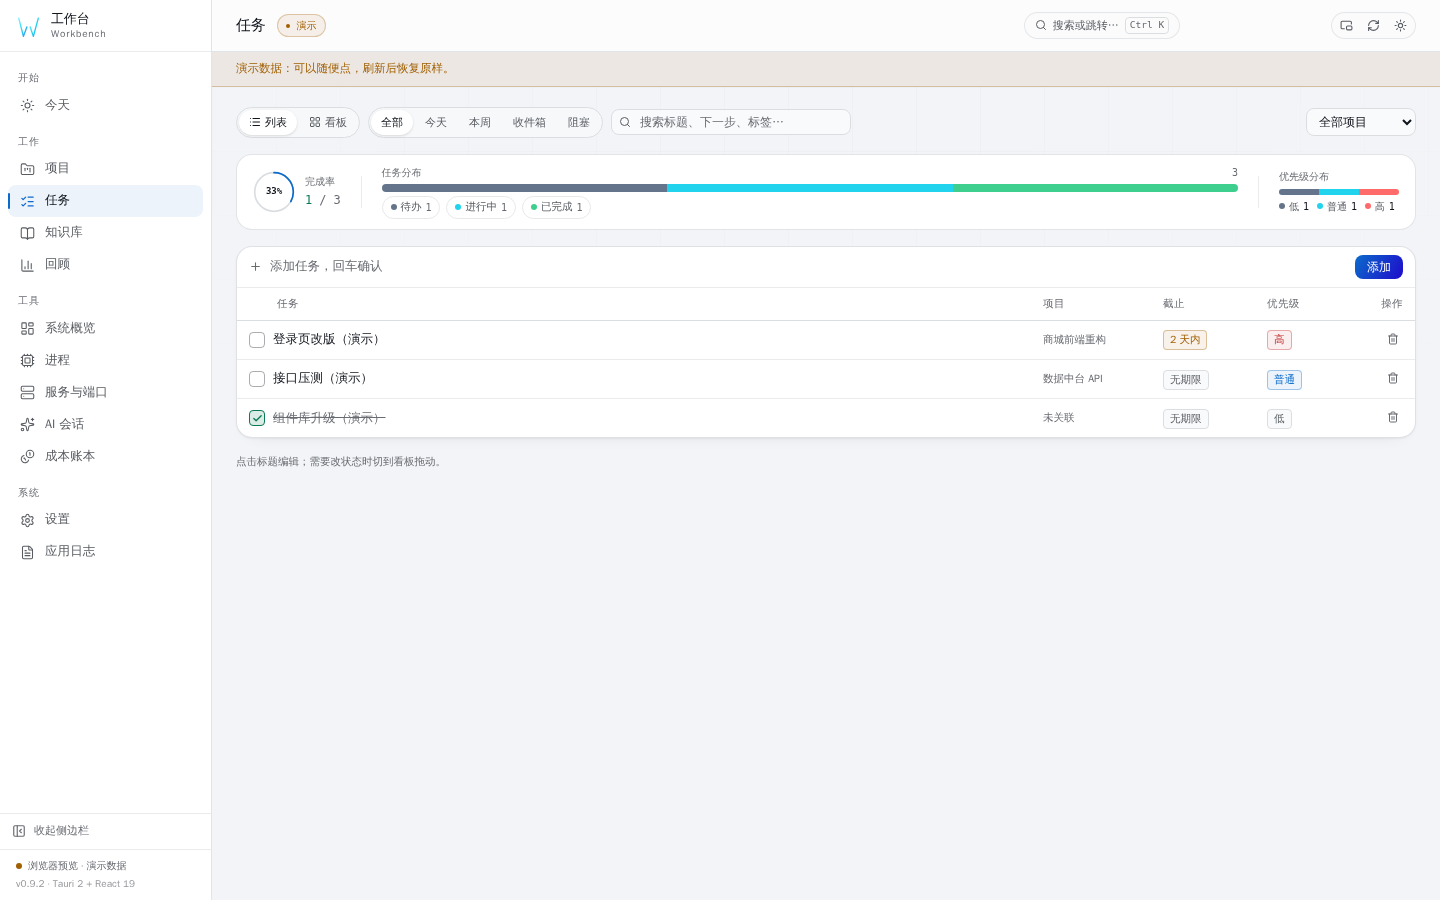 工作台
Workbench
开始
今天
工作
项目
任务
知识库
回顾
工具
系统概览
进程
服务与端口
AI 会话
成本账本
系统
设置
应用日志
收起侧边栏
浏览器预览 · 演示数据
v0.9.2 · Tauri 2 + React 19
任务 演示 搜索或跳转… Ctrl K
演示数据：可以随便点，刷新后恢复原样。
列表 看板 全部 今天 本周 收件箱 阻塞 搜索标题、下一步、标签… 全部项目
33% 完成率 1 / 3
任务分布 3
待办 1 进行中 1 已完成 1
优先级分布
低 1 普通 1 高 1
添加任务，回车确认 添加
任务 项目 截止 优先级 操作
登录页改版（演示） 商城前端重构 2 天内 高
接口压测（演示） 数据中台 API 无期限 普通
组件库升级（演示） 未关联 无期限 低
点击标题编辑；需要改状态时切到看板拖动。